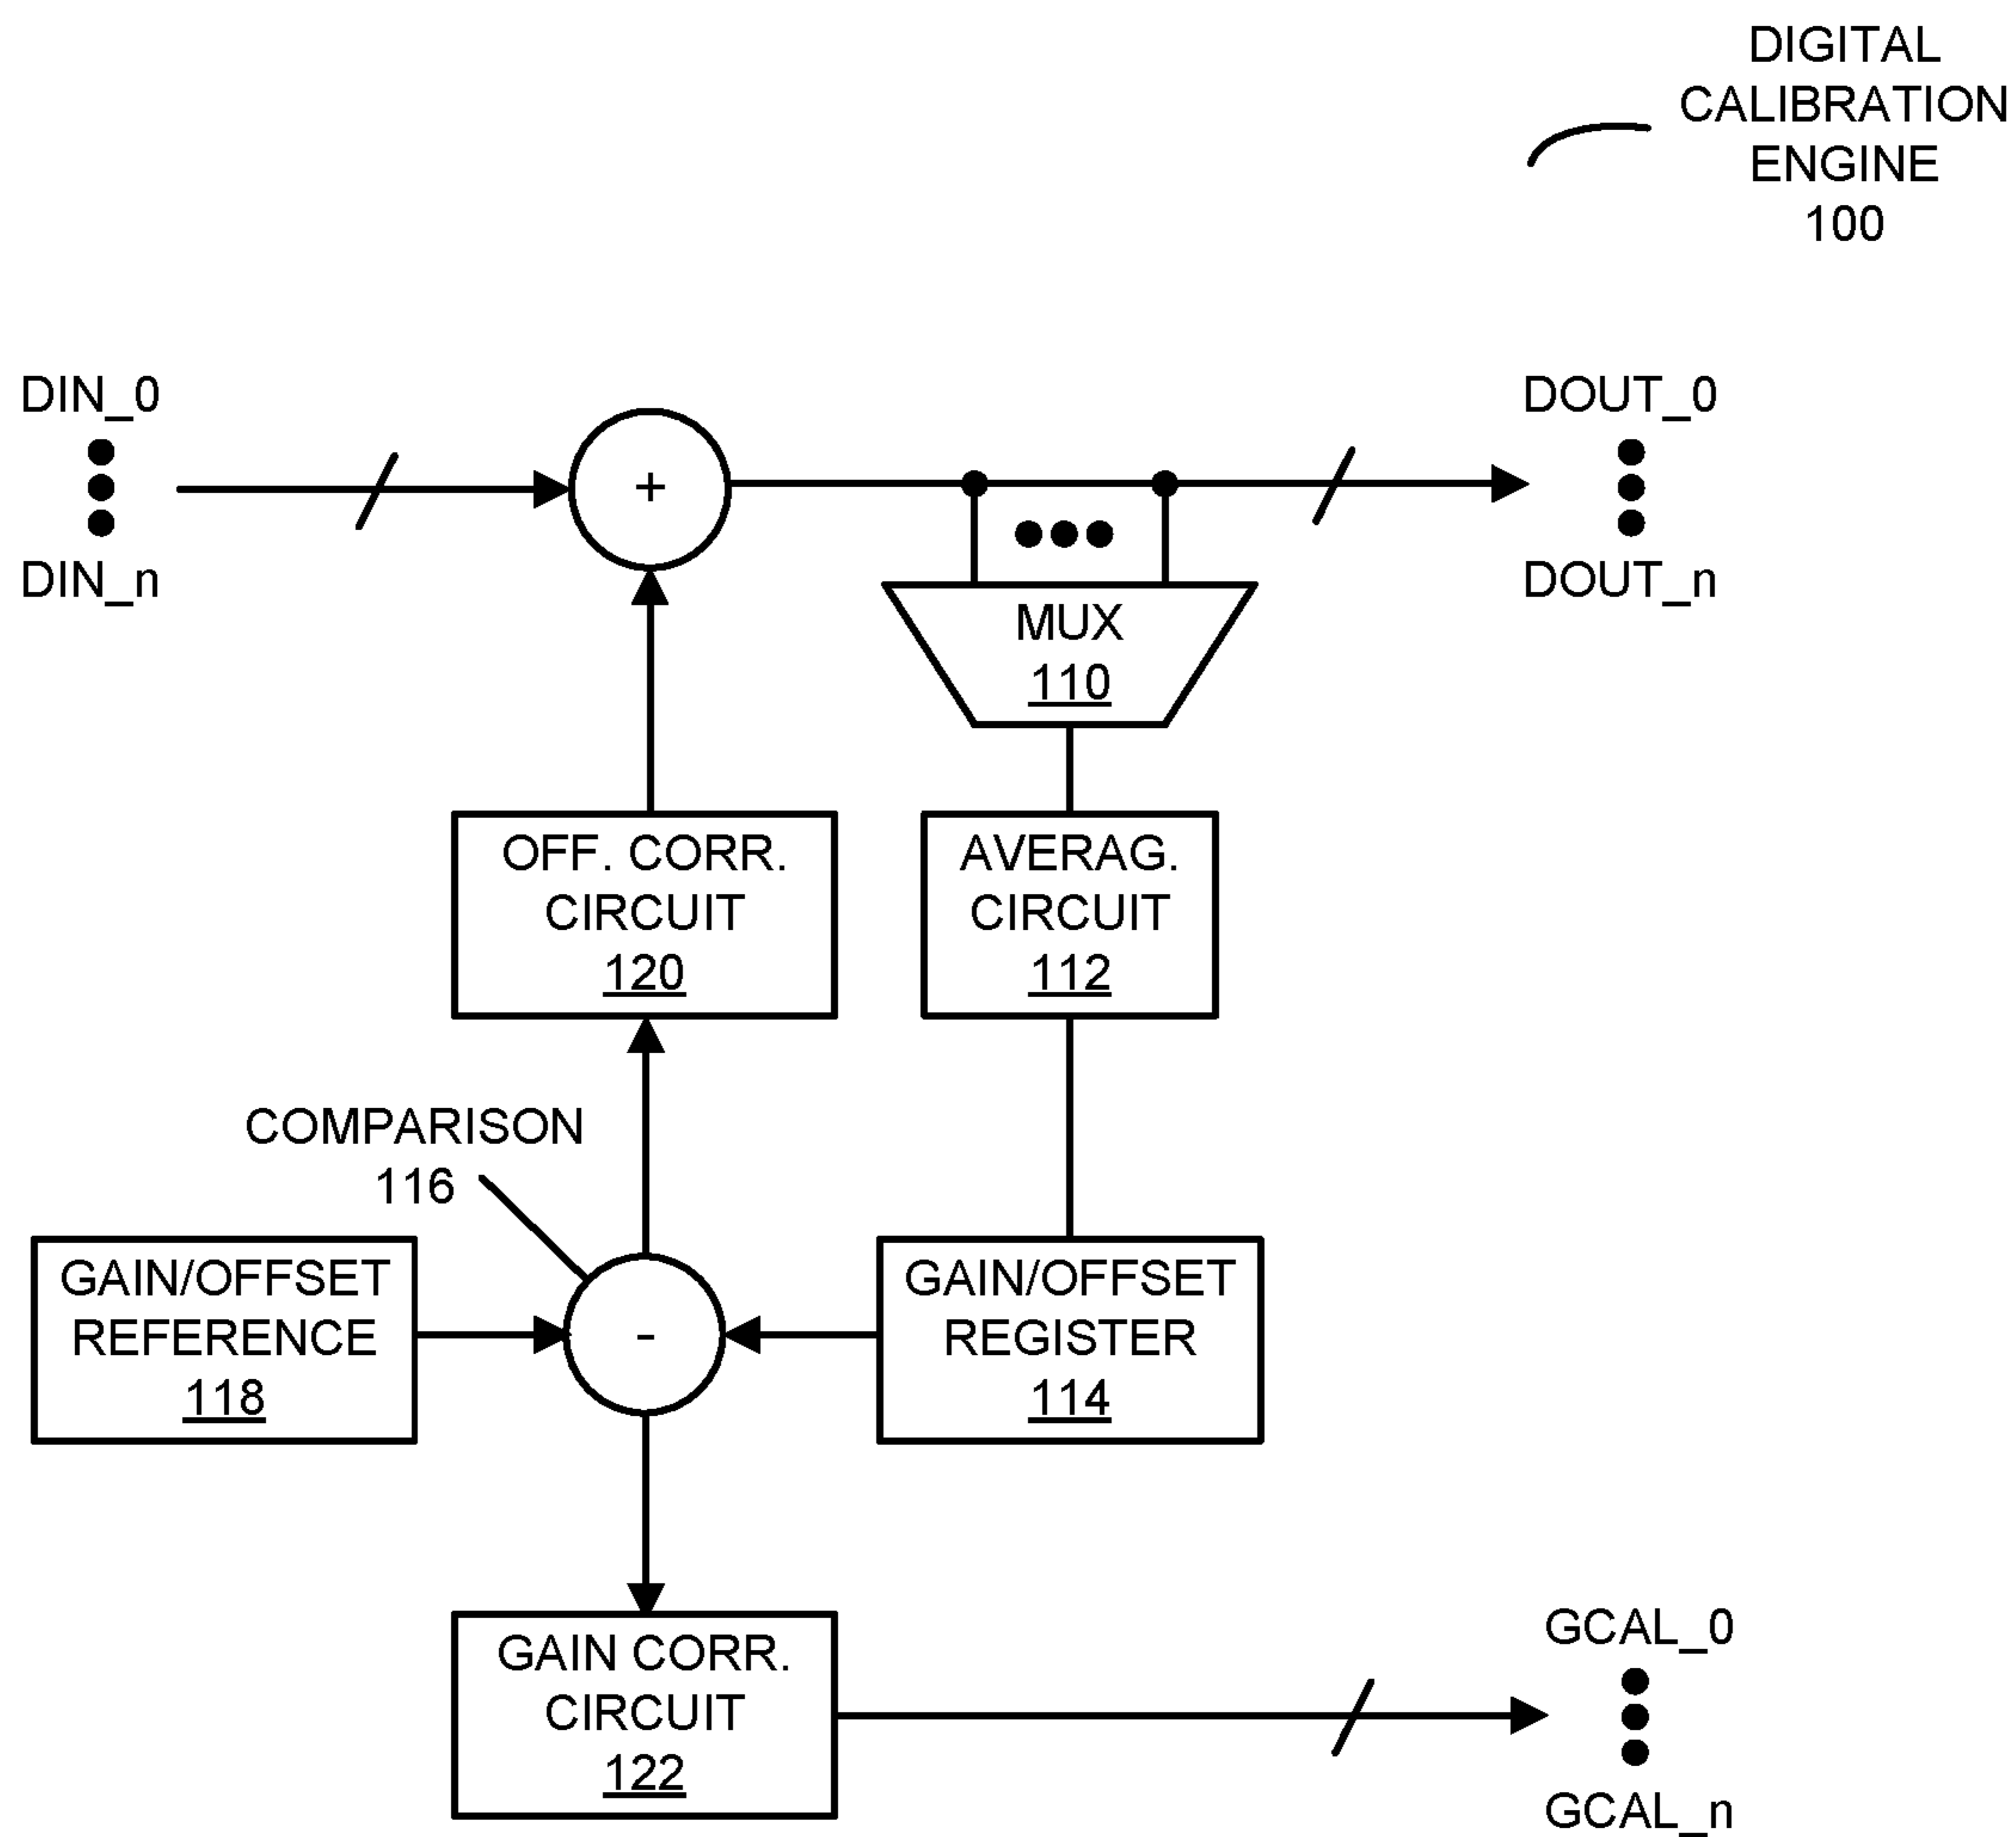 DIGITAL
CALIBRATION
ENGINE
100
DIN_0
DIN_n
+
DOUT_0
DOUT_n
MUX
110
OFF. CORR.
CIRCUIT
120
AVERAG.
CIRCUIT
112
COMPARISON
116
GAIN/OFFSET
REFERENCE
118
-
GAIN/OFFSET
REGISTER
114
GAIN CORR.
CIRCUIT
122
GCAL_0
GCAL_n